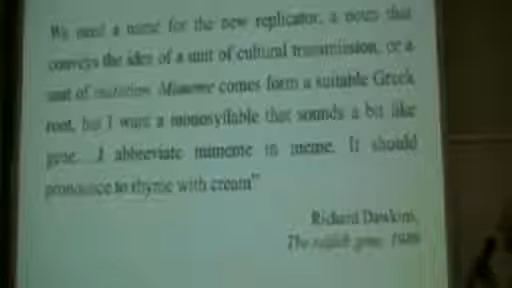 We need a name for the new replicator, a noun that
conveys the idea of a unit of cultural transmission, or a
unit of imitation. Mimeme comes form a suitable Greek
root, but I want a monosyllable that sounds a bit like
gene...I abbreviate mimeme to meme. It should
pronounce to rhyme with cream"
Richard Dawkins,
The selfish gene,